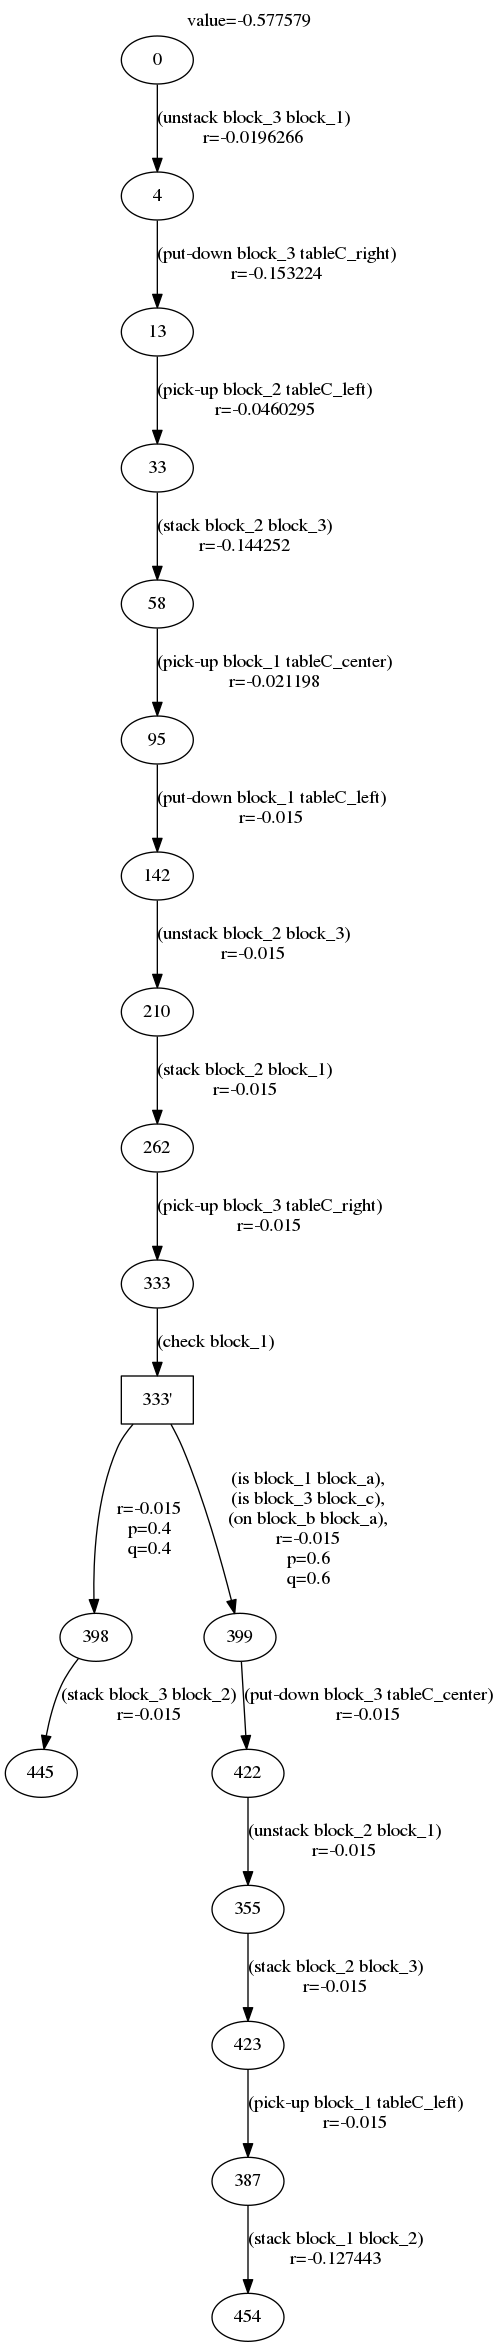 value=-0.577579
0
(unstack block_3 block_1)
r=-0.0196266
4
(put-down block_3 tableC_right)
r=-0.153224
13
(pick-up block_2 tableC_left)
r=-0.0460295
33
(stack block_2 block_3)
r=-0.144252
58
(pick-up block_1 tableC_center)
r=-0.021198
95
(put-down block_1 tableC_left)
r=-0.015
142
(unstack block_2 block_3)
r=-0.015
210
(stack block_2 block_1)
r=-0.015
262
(pick-up block_3 tableC_right)
r=-0.015
333
(check block_1)
333'
r=-0.015
p=0.4
q=0.4
(is block_1 block_a),
(is block_3 block_c),
(on block_b block_a),
r=-0.015
p=0.6
q=0.6
398
399
(stack block_3 block_2)
r=-0.015
(put-down block_3 tableC_center)
r=-0.015
445
422
(unstack block_2 block_1)
r=-0.015
355
(stack block_2 block_3)
r=-0.015
423
(pick-up block_1 tableC_left)
r=-0.015
387
(stack block_1 block_2)
r=-0.127443
454